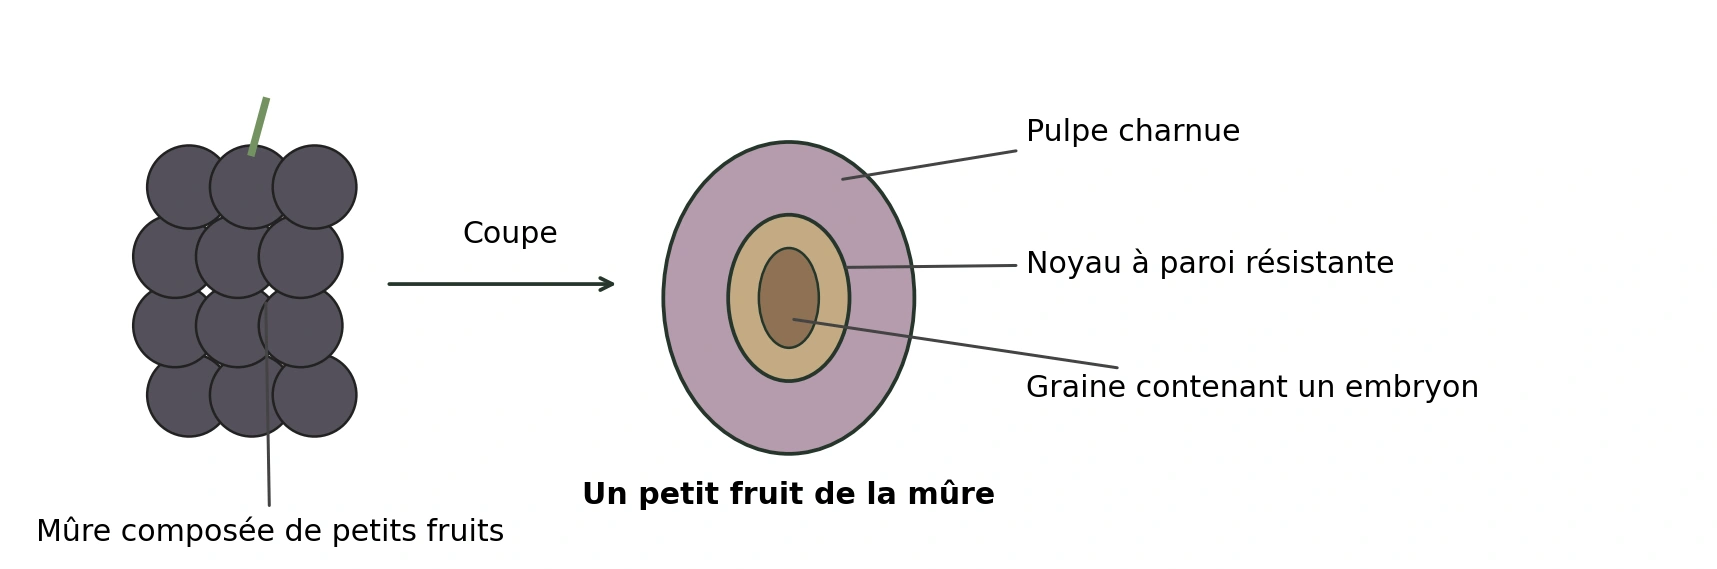 Pulpe charnue
Coupe
Noyau à paroi résistante
Graine contenant un embryon
Un petit fruit de la mûre
Mûre composée de petits fruits